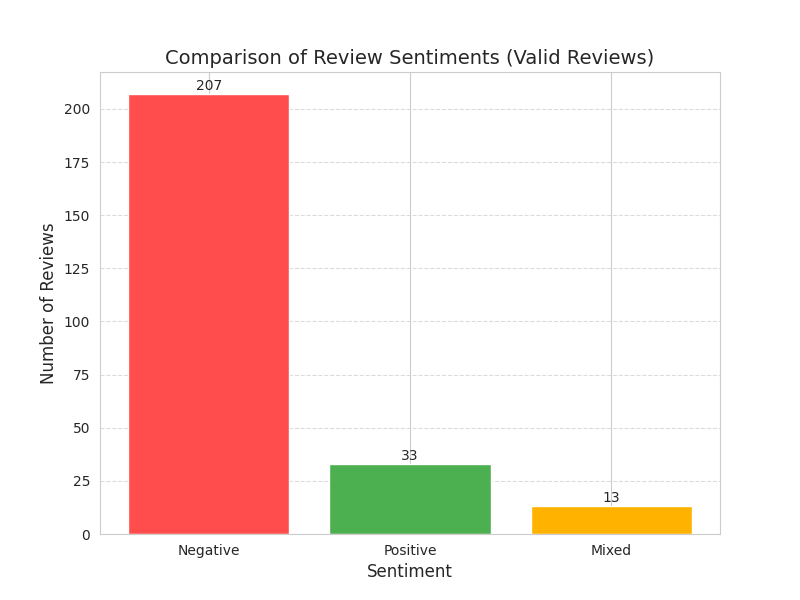 Comparison of Review Sentiments (Valid Reviews)
207
33
13
200
175
150
125
100
75
50
25
0
Number of Reviews
Negative
Positive
Mixed
Sentiment